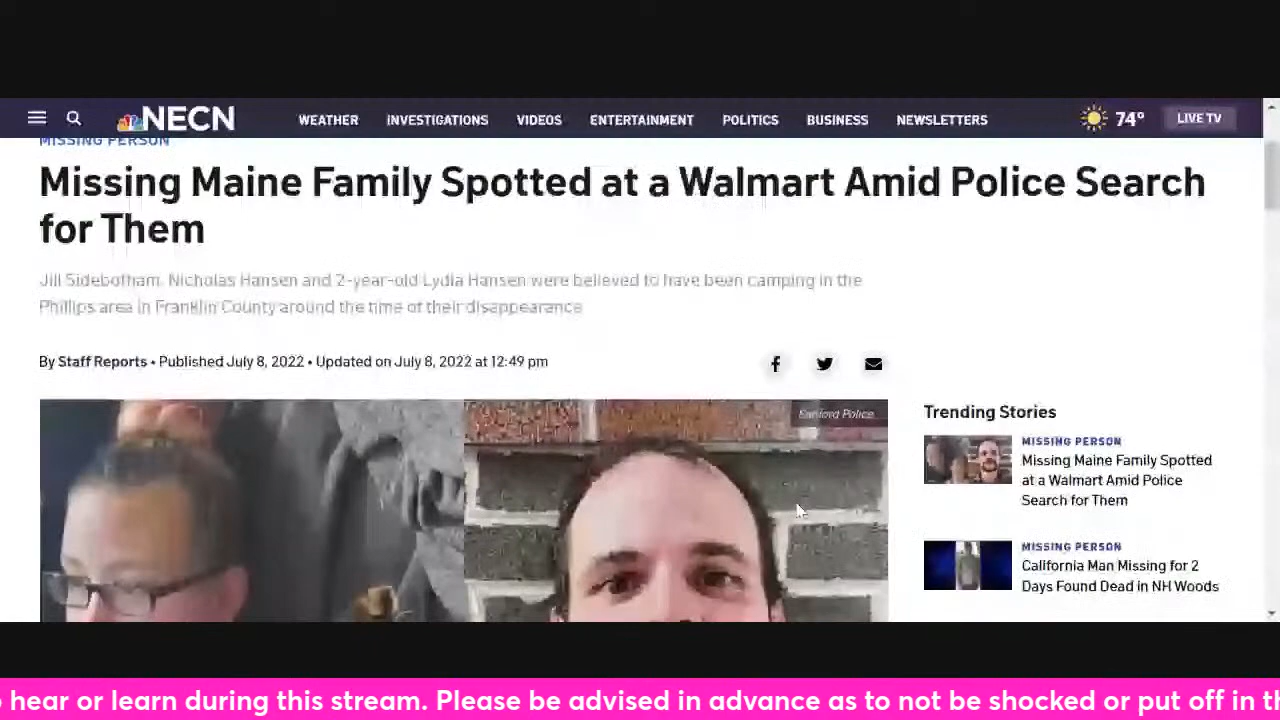 NECN
WEATHER INVESTIGATIONS VIDEOS ENTERTAINMENT POLITICS BUSINESS NEWSLETTERS
74°
LIVE TV
MISSING PERSON
Missing Maine Family Spotted at a Walmart Amid Police Search
for Them
Jill Sidebotham, Nicholas Hansen and 2-year-old Lydia Hansen were believed to have been camping in the
Phillips area in Franklin County around the time of their disappearance
By Staff Reports • Published July 8, 2022 • Updated on July 8, 2022 at 12:49 pm
Sanford Police
Trending Stories
MISSING PERSON
Missing Maine Family Spotted
at a Walmart Amid Police
Search for Them
MISSING PERSON
California Man Missing for 2
Days Found Dead in NH Woods
o hear or learn during this stream. Please be advised in advance as to not be shocked or put off in th